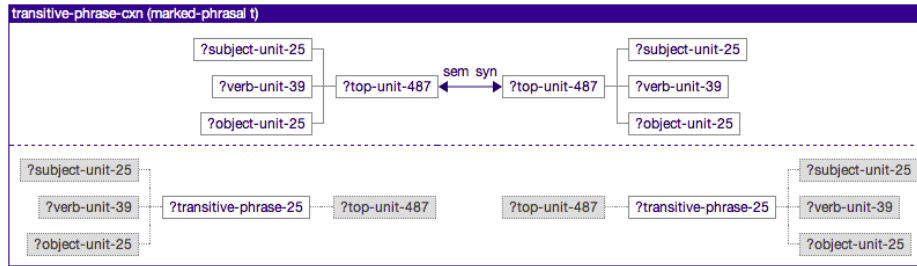 transitive-phrase-cxn (marked-phrasal t)
?subject-unit-25 ?subject-unit-25
sem syn
?verb-unit-39 ?top-unit-487 ?top-unit-487 ?verb-unit-39
?object-unit-25 ?object-unit-25
?subject-unit-25 ?subject-unit-25
?verb-unit-39 ?transitive-phrase-25 ?top-unit-487 ?top-unit-487 ?transitive-phrase-25 ?verb-unit-39
?object-unit-25 ?object-unit-25